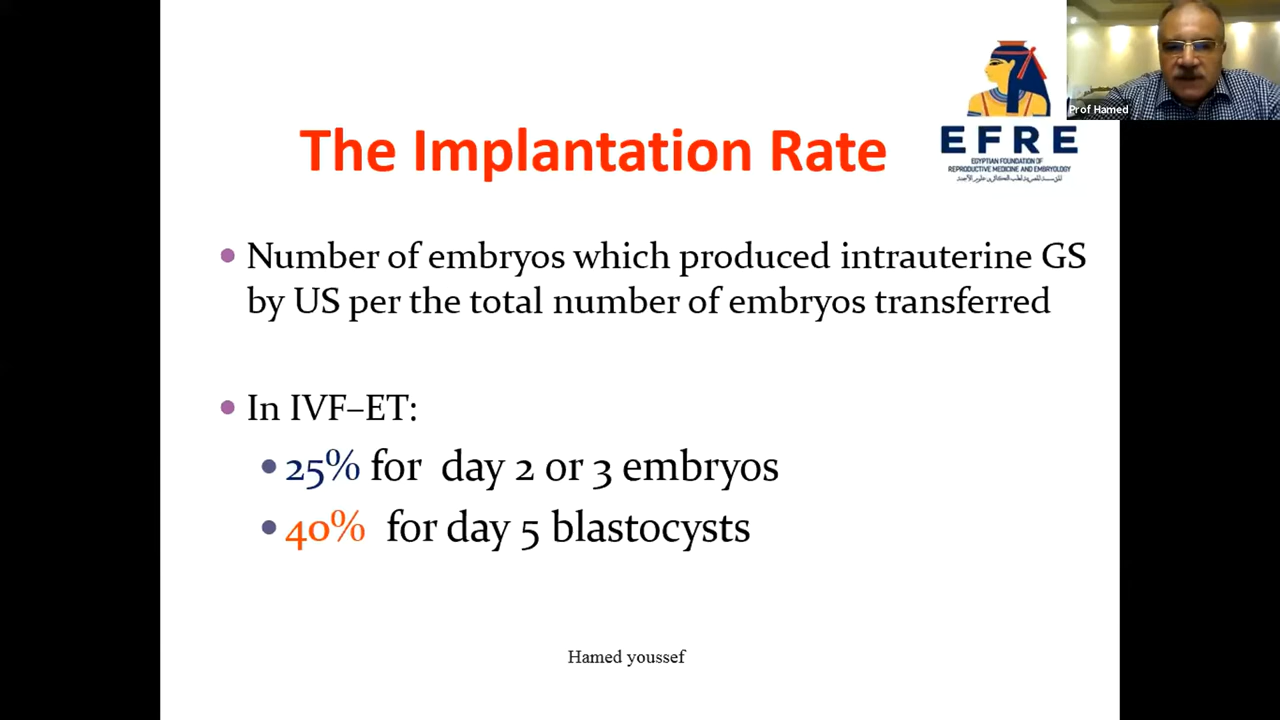 Prof Hamed
The Implantation Rate
EFRE
EGYPTIAN FOUNDATION OF
REPRODUCTIVE MEDICINE AND EMBRYOLOGY
• Number of embryos which produced intrauterine GS
by US per the total number of embryos transferred
• In IVF–ET:
• 25% for day 2 or 3 embryos
• 40% for day 5 blastocysts
Hamed youssef